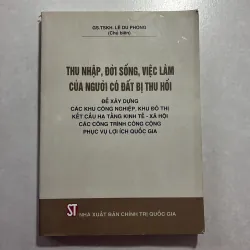 GS.TSKH. LÊ DU PHONG
(Chủ biên)
THU NHẬP, ĐỜI SỐNG, VIỆC LÀM
CỦA NGƯỜI CÓ ĐẤT BỊ THU HỒI
ĐỂ XÂY DỰNG
CÁC KHU CÔNG NGHIỆP, KHU ĐÔ THỊ
KẾT CẤU HẠ TẦNG KINH TẾ - XÃ HỘI
CÁC CÔNG TRÌNH CÔNG CỘNG
PHỤC VỤ LỢI ÍCH QUỐC GIA
ST NHÀ XUẤT BẢN CHÍNH TRỊ QUỐC GIA